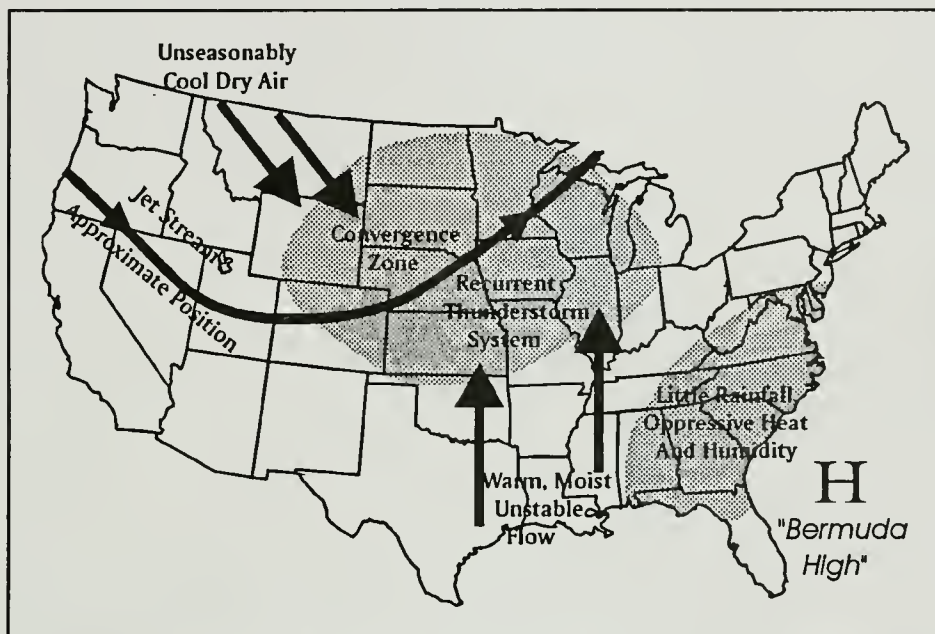 Unseasonably
Cool Dry Air
Jet Stream
Approximate Position
Convergence
Zone
Recurrent
Thunderstorm
System
Little Rainfall,
Oppressive Heat
And Humidity
Warm, Moist
Unstable
Flow
H
"Bermuda
High"